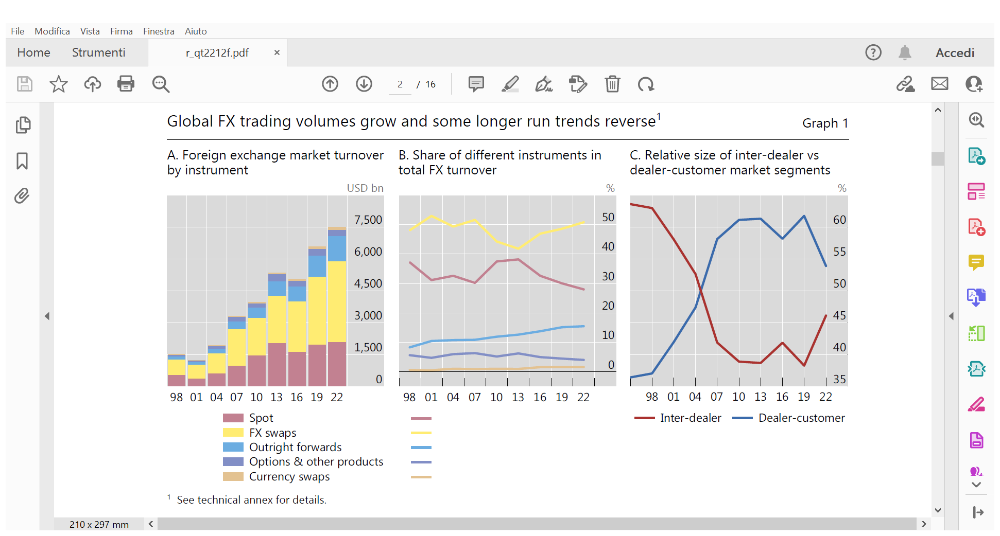 File Modifica Vista Firma Finestra Aiuto
Home Strumenti r_qt2212f.pdf × ? Accedi
2 / 16
Global FX trading volumes grow and some longer run trends reverse¹ Graph 1
A. Foreign exchange market turnover
by instrument
USD bn
7,500
6,000
4,500
3,000
1,500
0
98 01 04 07 10 13 16 19 22
Spot
FX swaps
Outright forwards
Options & other products
Currency swaps
B. Share of different instruments in
total FX turnover
%
50
40
30
20
10
0
98 01 04 07 10 13 16 19 22
C. Relative size of inter-dealer vs
dealer-customer market segments
%
60
55
50
45
40
35
98 01 04 07 10 13 16 19 22
Inter-dealer Dealer-customer
¹ See technical annex for details.
210 x 297 mm